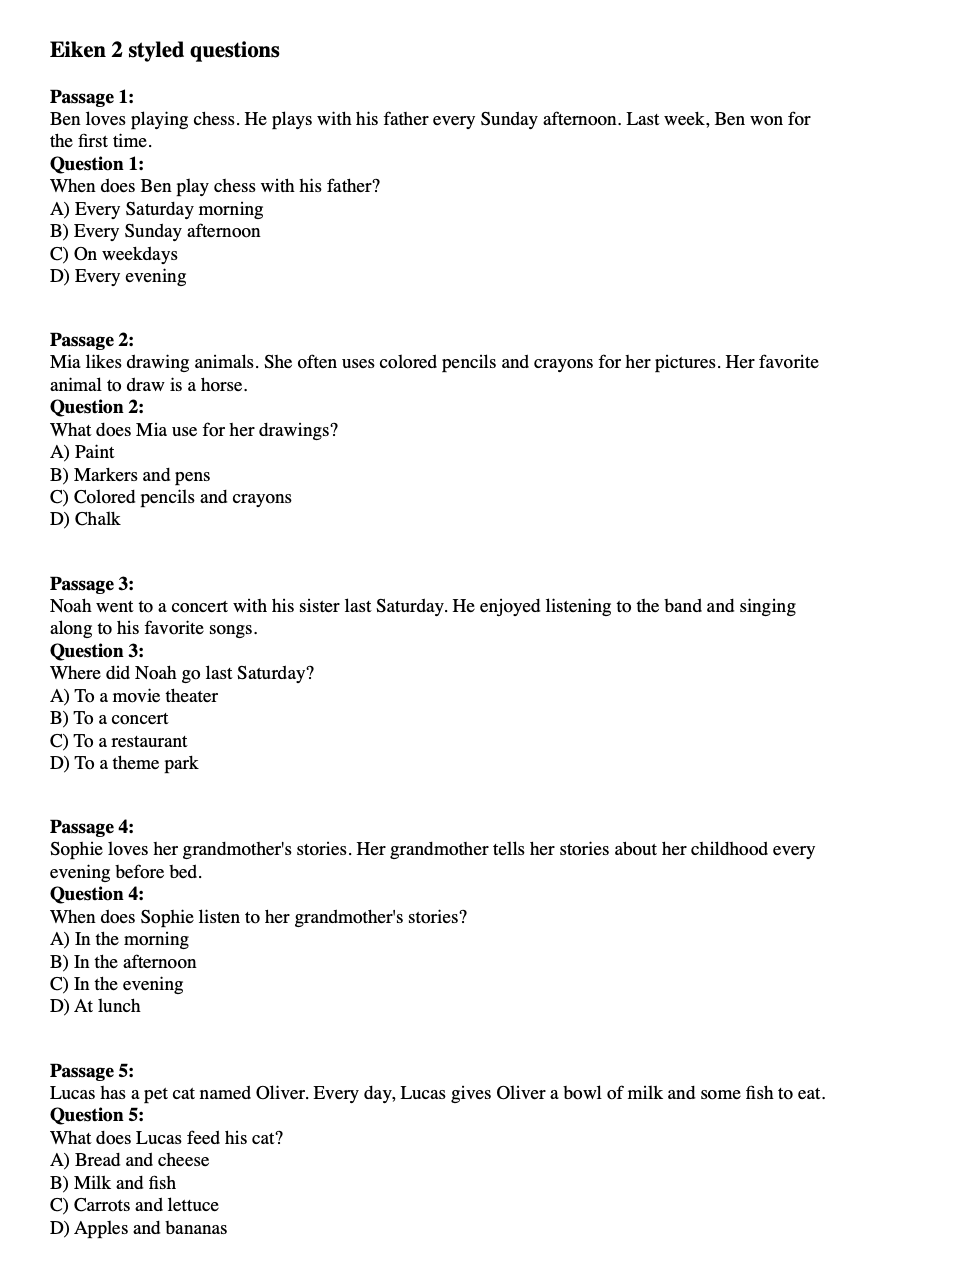 Eiken 2 styled questions
Passage 1:
Ben loves playing chess. He plays with his father every Sunday afternoon. Last week, Ben won for
the first time.
Question 1:
When does Ben play chess with his father?
A) Every Saturday morning
B) Every Sunday afternoon
C) On weekdays
D) Every evening
Passage 2:
Mia likes drawing animals. She often uses colored pencils and crayons for her pictures. Her favorite
animal to draw is a horse.
Question 2:
What does Mia use for her drawings?
A) Paint
B) Markers and pens
C) Colored pencils and crayons
D) Chalk
Passage 3:
Noah went to a concert with his sister last Saturday. He enjoyed listening to the band and singing
along to his favorite songs.
Question 3:
Where did Noah go last Saturday?
A) To a movie theater
B) To a concert
C) To a restaurant
D) To a theme park
Passage 4:
Sophie loves her grandmother's stories. Her grandmother tells her stories about her childhood every
evening before bed.
Question 4:
When does Sophie listen to her grandmother's stories?
A) In the morning
B) In the afternoon
C) In the evening
D) At lunch
Passage 5:
Lucas has a pet cat named Oliver. Every day, Lucas gives Oliver a bowl of milk and some fish to eat.
Question 5:
What does Lucas feed his cat?
A) Bread and cheese
B) Milk and fish
C) Carrots and lettuce
D) Apples and bananas